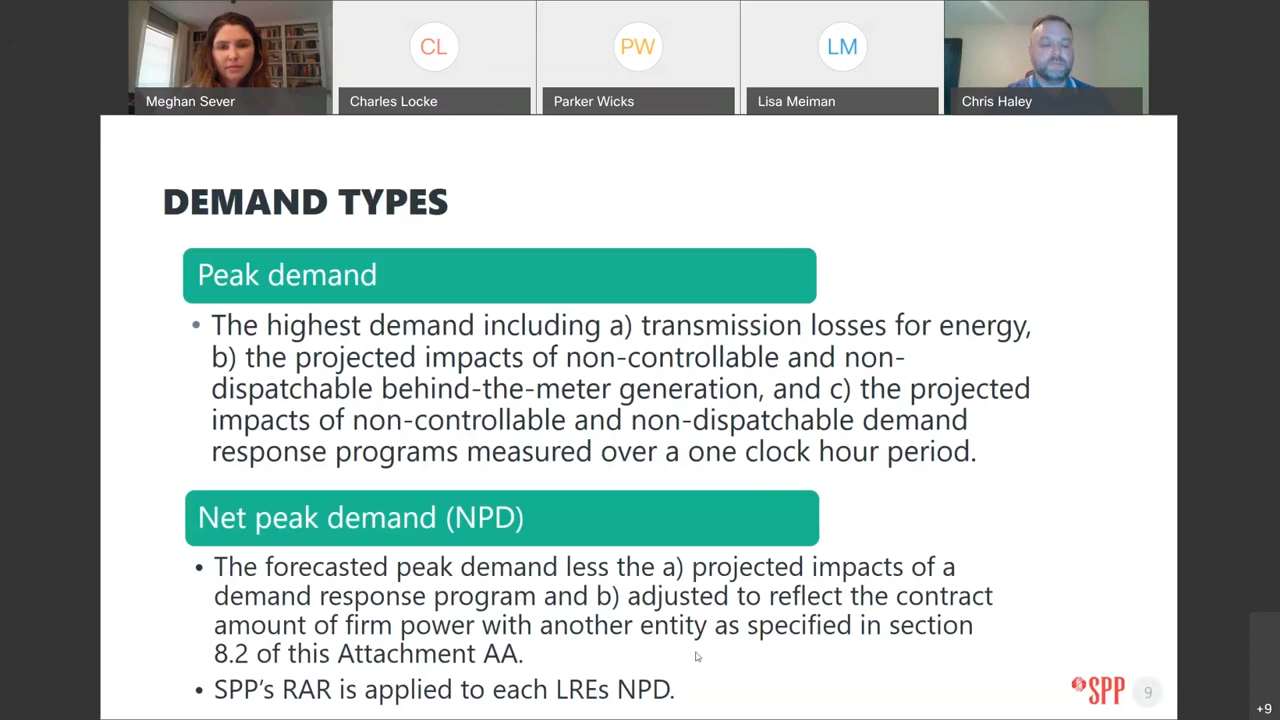 CL
PW
LM
Meghan Sever
Charles Locke
Parker Wicks
Lisa Meiman
Chris Haley
DEMAND TYPES
Peak demand
• The highest demand including a) transmission losses for energy,
b) the projected impacts of non-controllable and non-
dispatchable behind-the-meter generation, and c) the projected
impacts of non-controllable and non-dispatchable demand
response programs measured over a one clock hour period.
Net peak demand (NPD)
• The forecasted peak demand less the a) projected impacts of a
demand response program and b) adjusted to reflect the contract
amount of firm power with another entity as specified in section
8.2 of this Attachment AA.
• SPP's RAR is applied to each LREs NPD.
SPP
9
+9